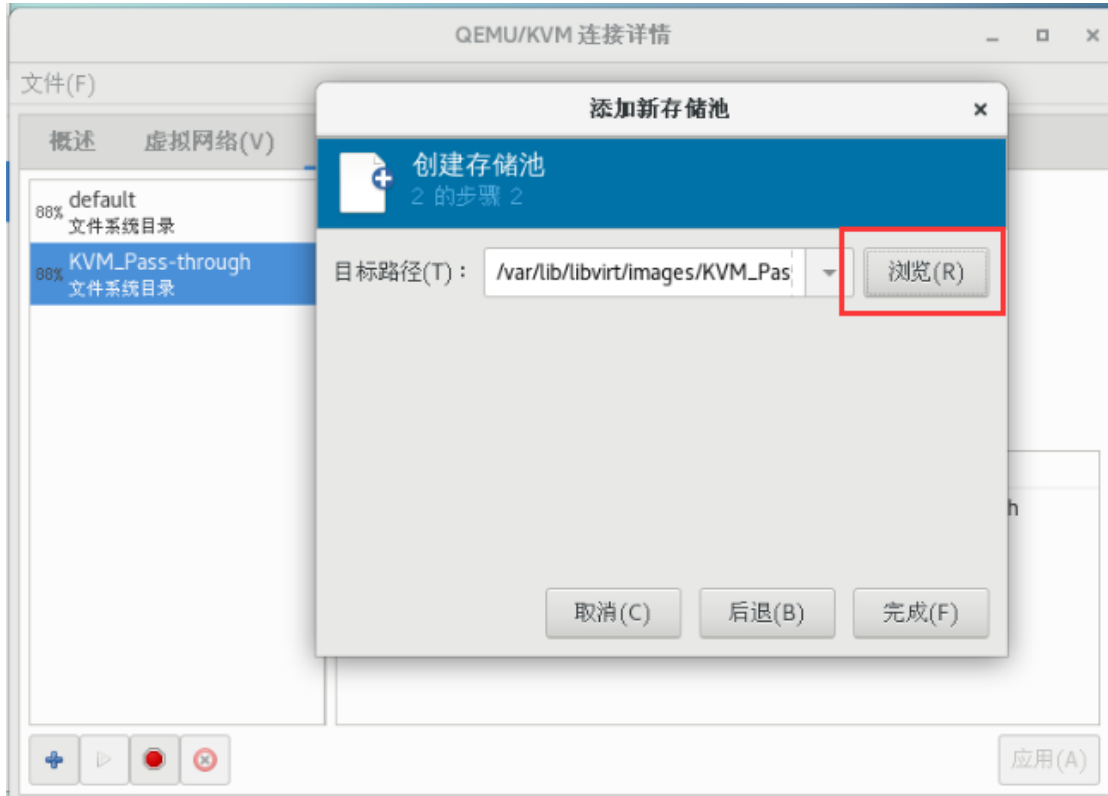 QEMU/KVM 连接详情
文件(F)
添加新存储池
概述 虚拟网络(V)
创建存储池
2 的步骤 2
88% default
文件系统目录
88% KVM_Pass-through
文件系统目录
目标路径(T)： /var/lib/libvirt/images/KVM_Pas 浏览(R)
h
取消(C) 后退(B) 完成(F)
应用(A)